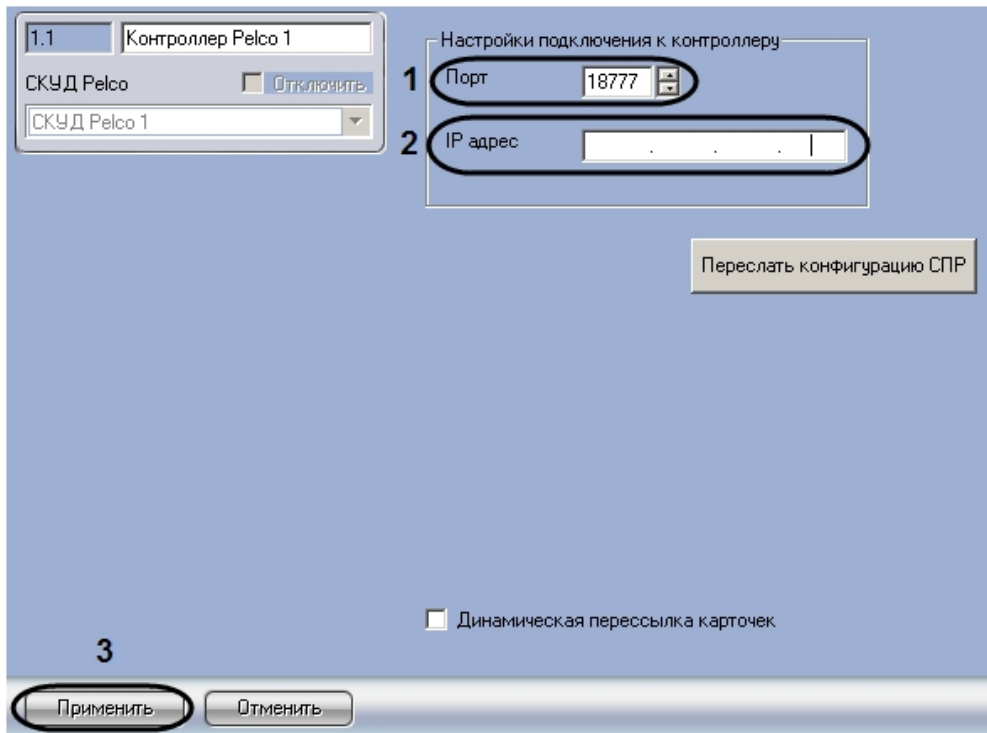 1.1 Контроллер Pelco 1
СКУД Pelco Отключить
СКУД Pelco 1
Настройки подключения к контроллеру
1 Порт 18777
2 IP адрес . . .
Переслать конфигурацию СПР
Динамическая перессылка карточек
3
Применить Отменить